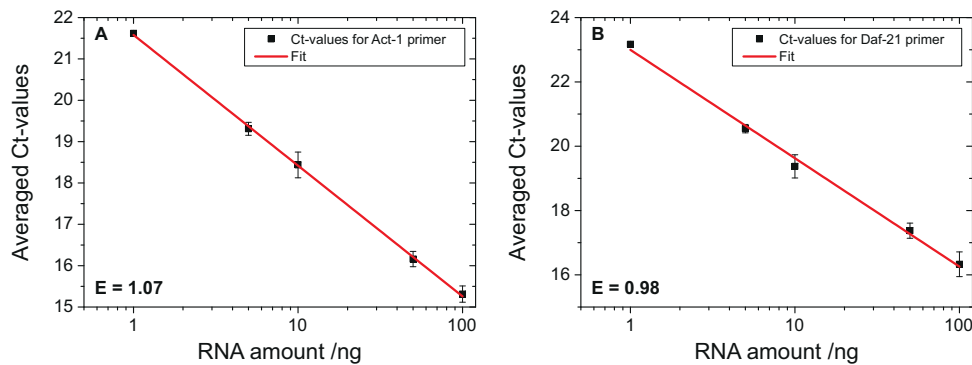 A
Ct-values for Act-1 primer
Fit
22
21
20
19
18
17
16
15
Averaged Ct-values
E = 1.07
1
10
100
RNA amount /ng
B
Ct-values for Daf-21 primer
Fit
24
22
20
18
16
Averaged Ct-values
E = 0.98
1
10
100
RNA amount /ng